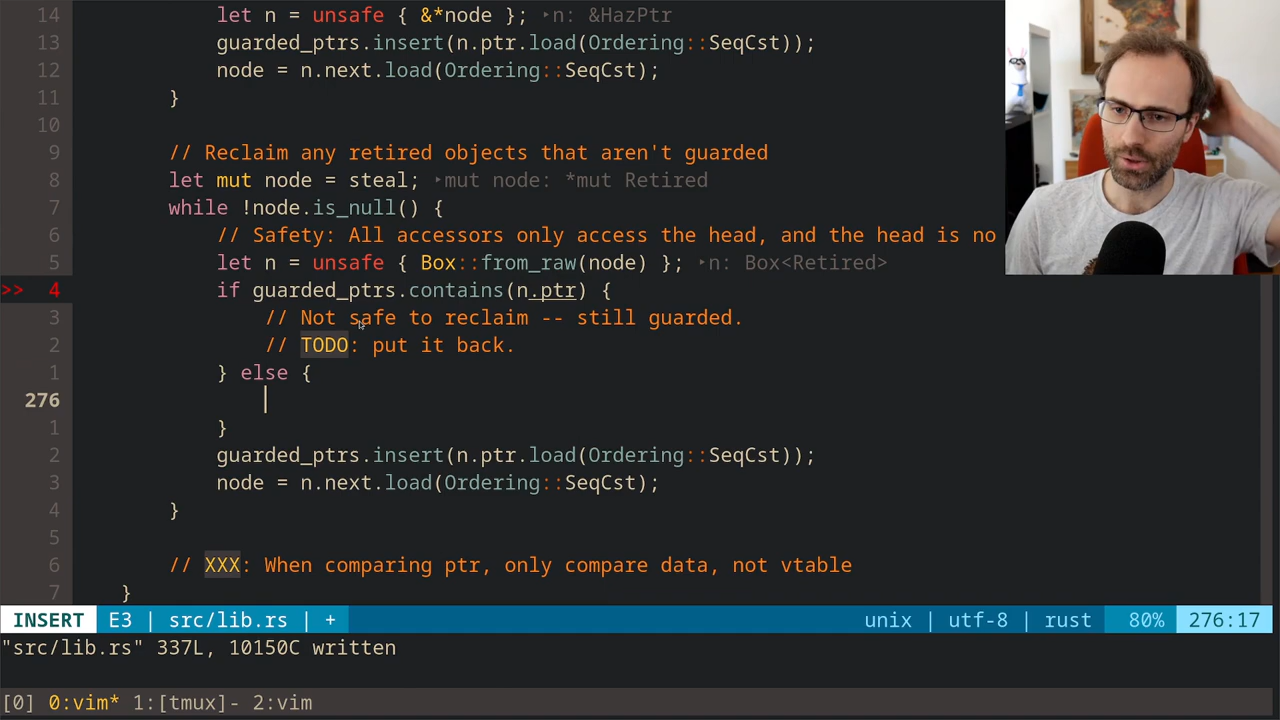 14 let n = unsafe { &*node }; ‣n: &HazPtr
13 guarded_ptrs.insert(n.ptr.load(Ordering::SeqCst));
12 node = n.next.load(Ordering::SeqCst);
11 }
10
9 // Reclaim any retired objects that aren't guarded
8 let mut node = steal; ‣mut node: *mut Retired
7 while !node.is_null() {
6 // Safety: All accessors only access the head, and the head is no
5 let n = unsafe { Box::from_raw(node) }; ‣n: Box<Retired>
>> 4 if guarded_ptrs.contains(n.ptr) {
3 // Not safe to reclaim -- still guarded.
2 // TODO: put it back.
1 } else {
276
1 }
2 guarded_ptrs.insert(n.ptr.load(Ordering::SeqCst));
3 node = n.next.load(Ordering::SeqCst);
4 }
5
6 // XXX: When comparing ptr, only compare data, not vtable
7 }
INSERT E3 | src/lib.rs | + unix | utf-8 | rust 80% 276:17
"src/lib.rs" 337L, 10150C written
[0] 0:vim* 1:[tmux]- 2:vim